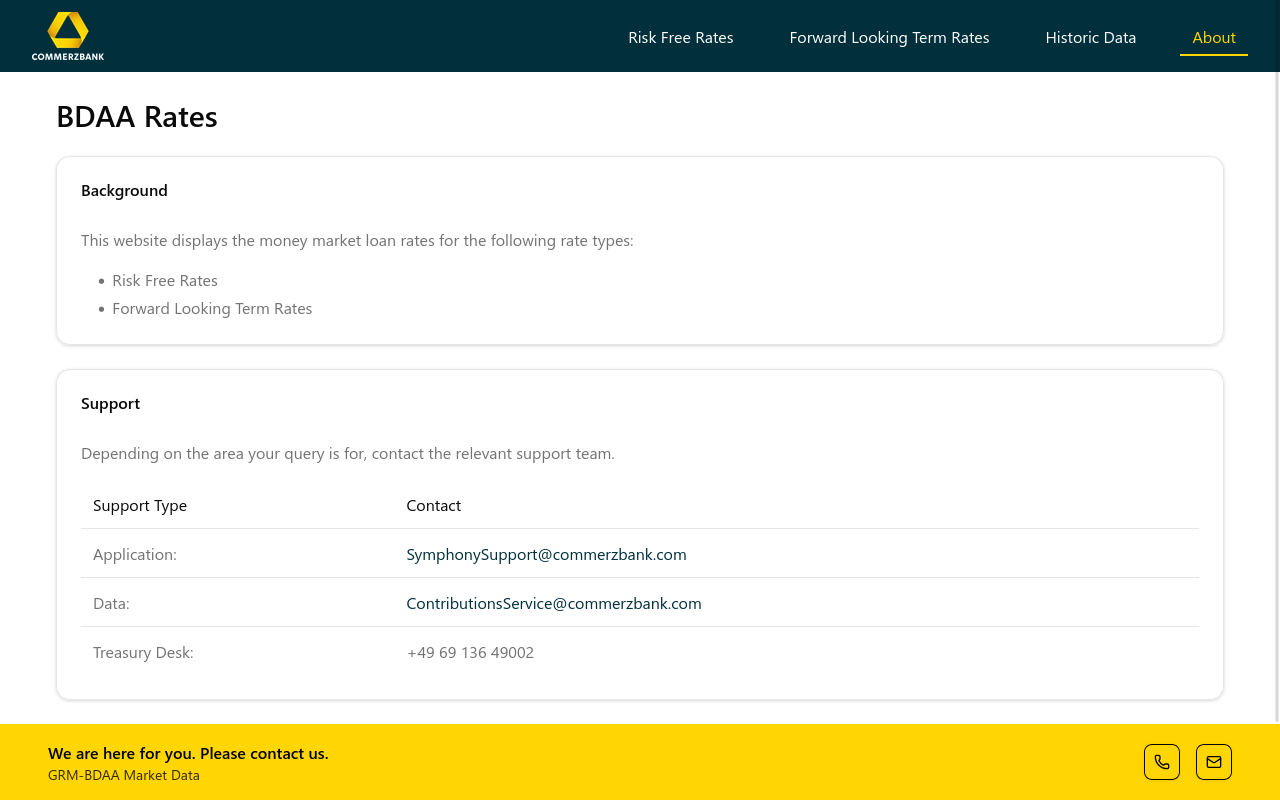 COMMERZBANK
Risk Free Rates
Forward Looking Term Rates
Historic Data
About
BDAA Rates
Background
This website displays the money market loan rates for the following rate types:
• Risk Free Rates
• Forward Looking Term Rates
Support
Depending on the area your query is for, contact the relevant support team.
Support Type Contact
Application: SymphonySupport@commerzbank.com
Data: ContributionsService@commerzbank.com
Treasury Desk: +49 69 136 49002
We are here for you. Please contact us.
GRM-BDAA Market Data